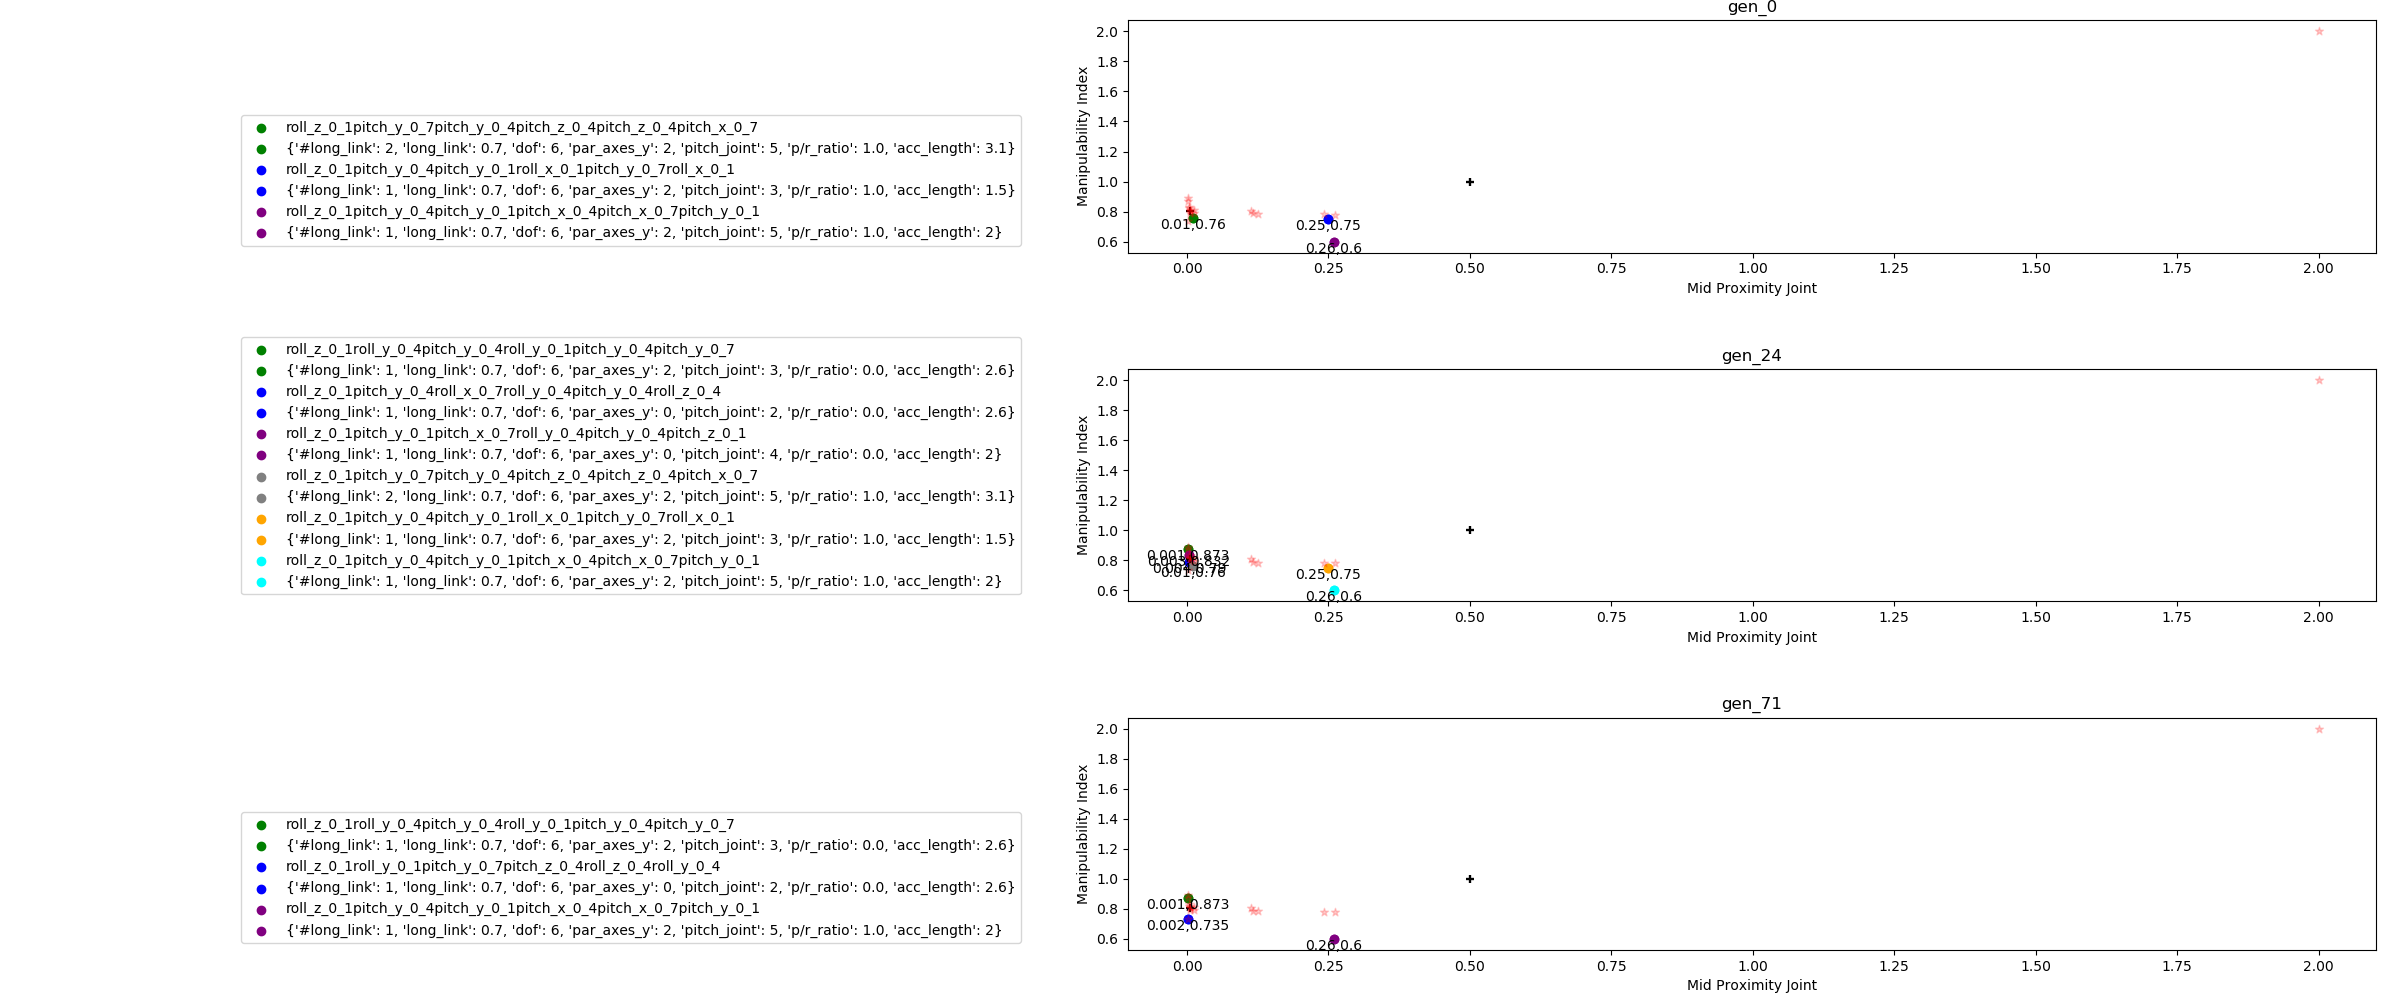 gen_0
roll_z_0_1pitch_y_0_7pitch_y_0_4pitch_z_0_4pitch_z_0_4pitch_x_0_7
{'#long_link': 2, 'long_link': 0.7, 'dof': 6, 'par_axes_y': 2, 'pitch_joint': 5, 'p/r_ratio': 1.0, 'acc_length': 3.1}
roll_z_0_1pitch_y_0_4pitch_y_0_1roll_x_0_1pitch_y_0_7roll_x_0_1
{'#long_link': 1, 'long_link': 0.7, 'dof': 6, 'par_axes_y': 2, 'pitch_joint': 3, 'p/r_ratio': 1.0, 'acc_length': 1.5}
roll_z_0_1pitch_y_0_4pitch_y_0_1pitch_x_0_4pitch_x_0_7pitch_y_0_1
{'#long_link': 1, 'long_link': 0.7, 'dof': 6, 'par_axes_y': 2, 'pitch_joint': 5, 'p/r_ratio': 1.0, 'acc_length': 2}
Manipulability Index
2.0
1.8
1.6
1.4
1.2
1.0
0.8
0.6
0.01,0.76
0.25,0.75
0.26,0.6
0.00 0.25 0.50 0.75 1.00 1.25 1.50 1.75 2.00
Mid Proximity Joint
gen_24
roll_z_0_1roll_y_0_4pitch_y_0_4roll_y_0_1pitch_y_0_4pitch_y_0_7
{'#long_link': 1, 'long_link': 0.7, 'dof': 6, 'par_axes_y': 2, 'pitch_joint': 3, 'p/r_ratio': 0.0, 'acc_length': 2.6}
roll_z_0_1pitch_y_0_4roll_x_0_7roll_y_0_4pitch_y_0_4roll_z_0_4
{'#long_link': 1, 'long_link': 0.7, 'dof': 6, 'par_axes_y': 0, 'pitch_joint': 2, 'p/r_ratio': 0.0, 'acc_length': 2.6}
roll_z_0_1pitch_y_0_1pitch_x_0_7roll_y_0_4pitch_y_0_4pitch_z_0_1
{'#long_link': 1, 'long_link': 0.7, 'dof': 6, 'par_axes_y': 0, 'pitch_joint': 4, 'p/r_ratio': 0.0, 'acc_length': 2}
roll_z_0_1pitch_y_0_7pitch_y_0_4pitch_z_0_4pitch_z_0_4pitch_x_0_7
{'#long_link': 2, 'long_link': 0.7, 'dof': 6, 'par_axes_y': 2, 'pitch_joint': 5, 'p/r_ratio': 1.0, 'acc_length': 3.1}
roll_z_0_1pitch_y_0_4pitch_y_0_1roll_x_0_1pitch_y_0_7roll_x_0_1
{'#long_link': 1, 'long_link': 0.7, 'dof': 6, 'par_axes_y': 2, 'pitch_joint': 3, 'p/r_ratio': 1.0, 'acc_length': 1.5}
roll_z_0_1pitch_y_0_4pitch_y_0_1pitch_x_0_4pitch_x_0_7pitch_y_0_1
{'#long_link': 1, 'long_link': 0.7, 'dof': 6, 'par_axes_y': 2, 'pitch_joint': 5, 'p/r_ratio': 1.0, 'acc_length': 2}
Manipulability Index
2.0
1.8
1.6
1.4
1.2
1.0
0.8
0.6
0.001,0.873
0.01,0.76
0.25,0.75
0.26,0.6
0.00 0.25 0.50 0.75 1.00 1.25 1.50 1.75 2.00
Mid Proximity Joint
gen_71
roll_z_0_1roll_y_0_4pitch_y_0_4roll_y_0_1pitch_y_0_4pitch_y_0_7
{'#long_link': 1, 'long_link': 0.7, 'dof': 6, 'par_axes_y': 2, 'pitch_joint': 3, 'p/r_ratio': 0.0, 'acc_length': 2.6}
roll_z_0_1roll_y_0_1pitch_y_0_7pitch_z_0_4roll_z_0_4roll_y_0_4
{'#long_link': 1, 'long_link': 0.7, 'dof': 6, 'par_axes_y': 0, 'pitch_joint': 2, 'p/r_ratio': 0.0, 'acc_length': 2.6}
roll_z_0_1pitch_y_0_4pitch_y_0_1pitch_x_0_4pitch_x_0_7pitch_y_0_1
{'#long_link': 1, 'long_link': 0.7, 'dof': 6, 'par_axes_y': 2, 'pitch_joint': 5, 'p/r_ratio': 1.0, 'acc_length': 2}
Manipulability Index
2.0
1.8
1.6
1.4
1.2
1.0
0.8
0.6
0.001,0.873
0.002,0.735
0.26,0.6
0.00 0.25 0.50 0.75 1.00 1.25 1.50 1.75 2.00
Mid Proximity Joint